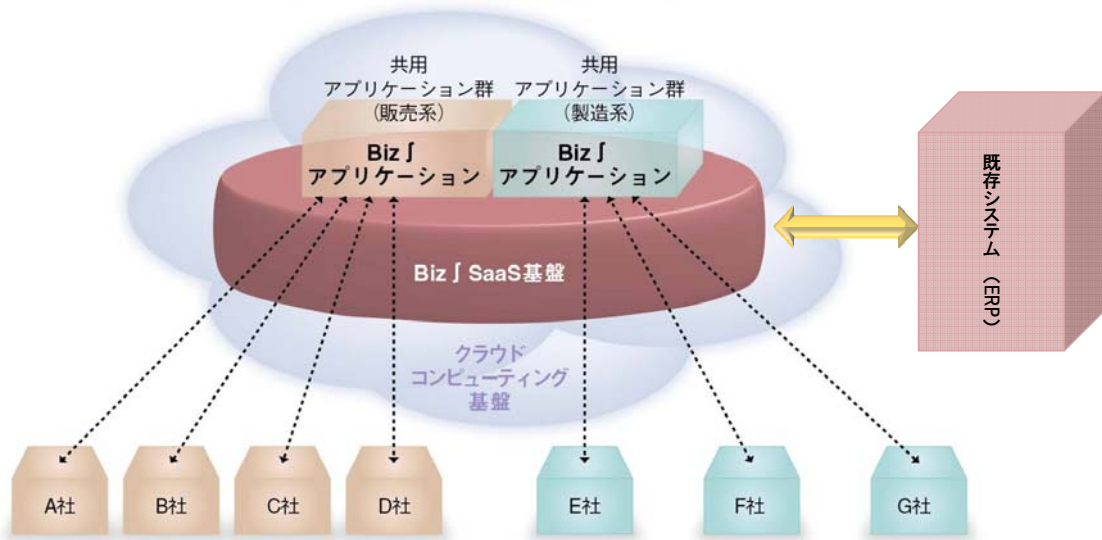 共用
アプリケーション群
（販売系）
共用
アプリケーション群
（製造系）
Biz∫
アプリケーション
Biz∫
アプリケーション
既存システム （ERP）
Biz∫ SaaS基盤
クラウド
コンピューティング
基盤
A社
B社
C社
D社
E社
F社
G社